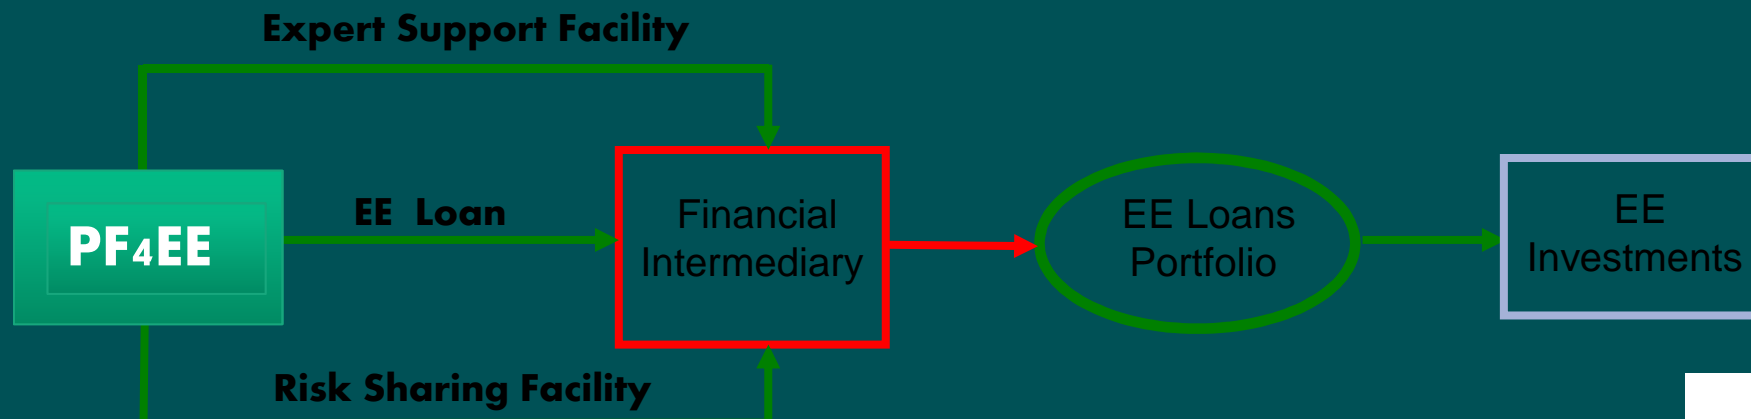 Expert Support Facility
PF4EE
EE Loan
Financial
Intermediary
EE Loans
Portfolio
EE
Investments
Risk Sharing Facility